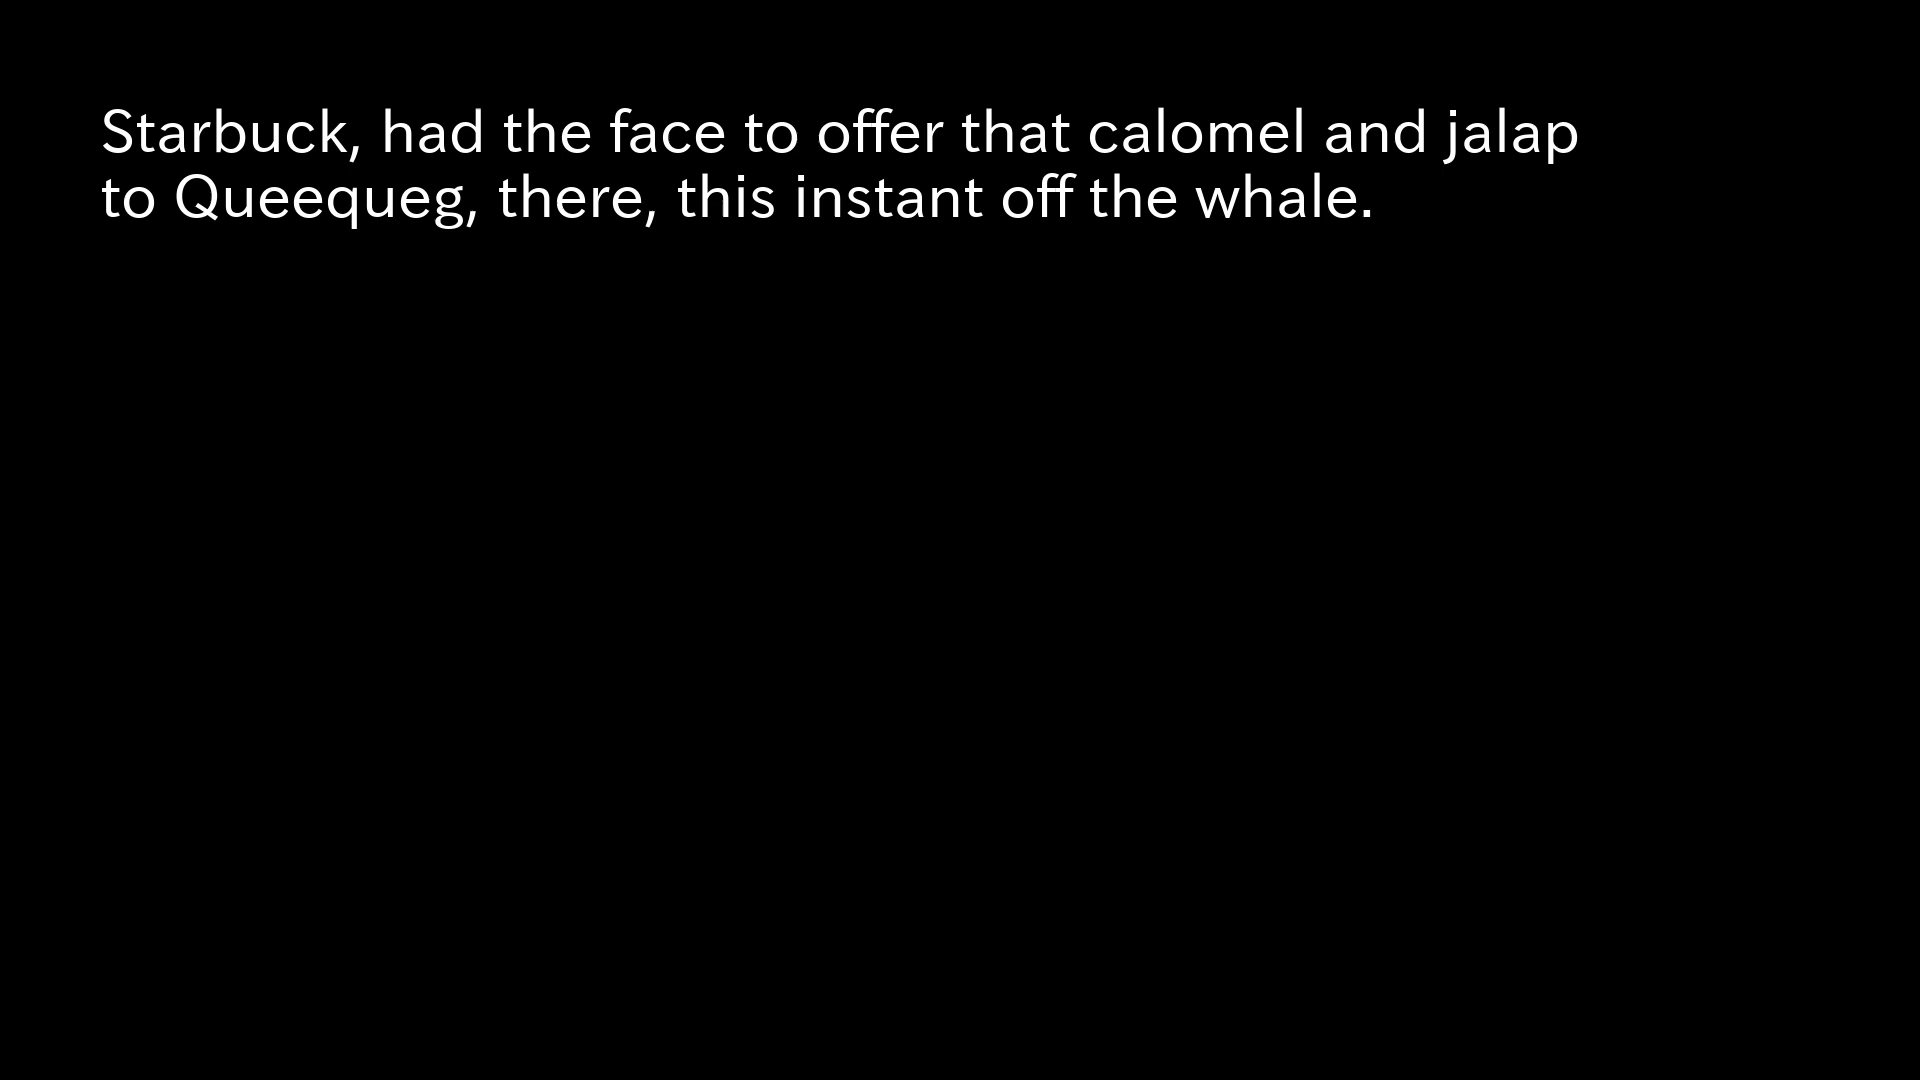 Starbuck, had the face to offer that calomel and jalap
to Queequeg, there, this instant off the whale.